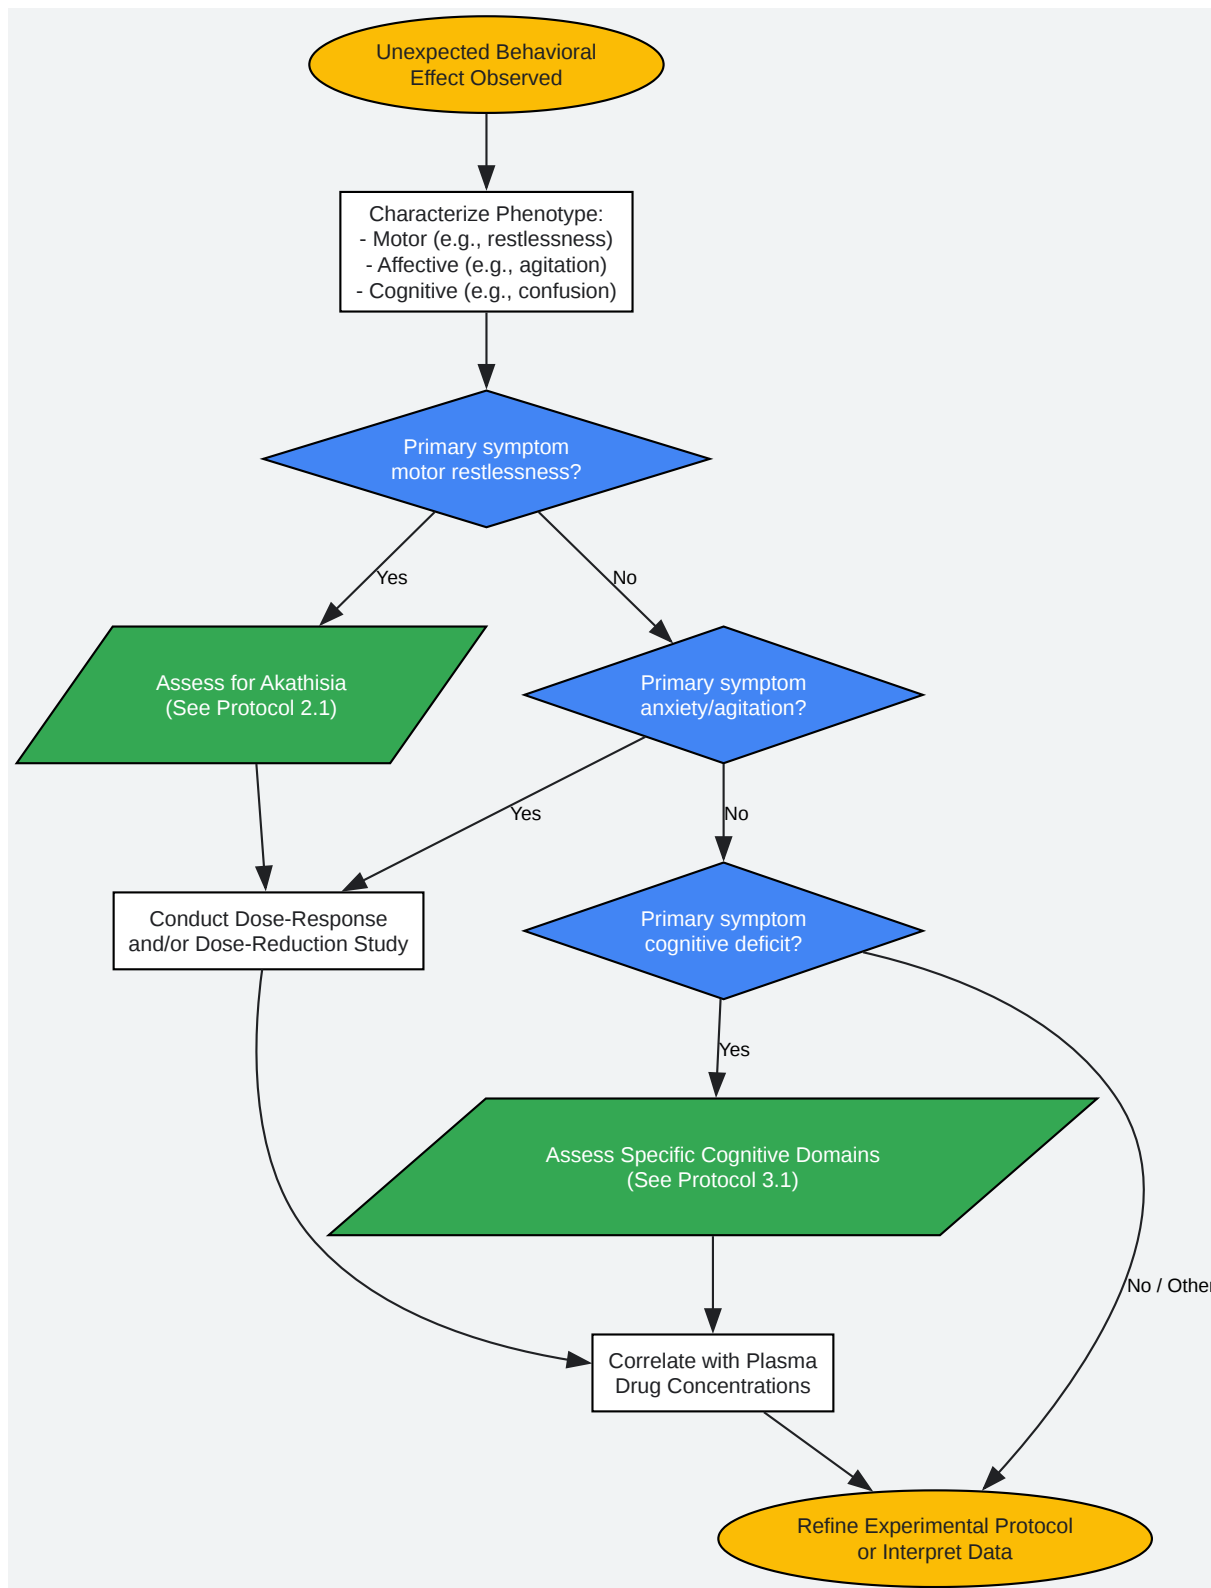 Unexpected Behavioral
Effect Observed
Characterize Phenotype:
- Motor (e.g., restlessness)
- Affective (e.g., agitation)
- Cognitive (e.g., confusion)
Primary symptom
motor restlessness?
Yes
No
Assess for Akathisia
(See Protocol 2.1)
Primary symptom
anxiety/agitation?
Yes
No
Conduct Dose-Response
and/or Dose-Reduction Study
Primary symptom
cognitive deficit?
Yes
Assess Specific Cognitive Domains
(See Protocol 3.1)
No / Other
Correlate with Plasma
Drug Concentrations
Refine Experimental Protocol
or Interpret Data